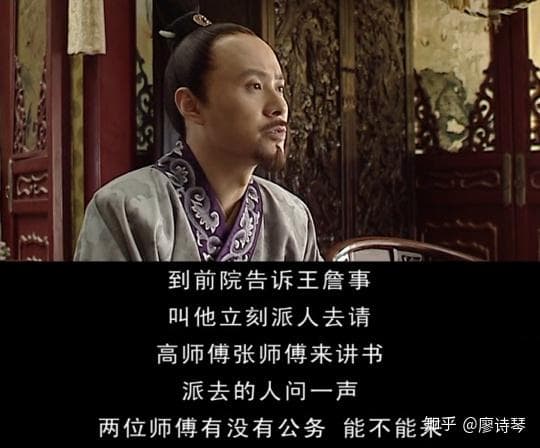 到前院告诉王詹事
叫他立刻派人去请
高师傅张师傅来讲书
派去的人问一声
两位师傅有没有公务 能不能来
知乎 @廖诗琴